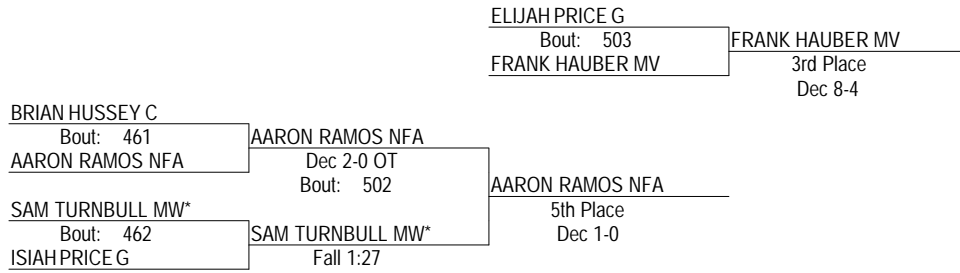 ELIJAH PRICE G
Bout: 503
FRANK HAUBER MV
FRANK HAUBER MV
3rd Place
Dec 8-4
BRIAN HUSSEY C
Bout: 461
AARON RAMOS NFA
AARON RAMOS NFA
Dec 2-0 OT
Bout: 502
SAM TURNBULL MW*
Bout: 462
ISIAH PRICE G
SAM TURNBULL MW*
Fall 1:27
AARON RAMOS NFA
5th Place
Dec 1-0